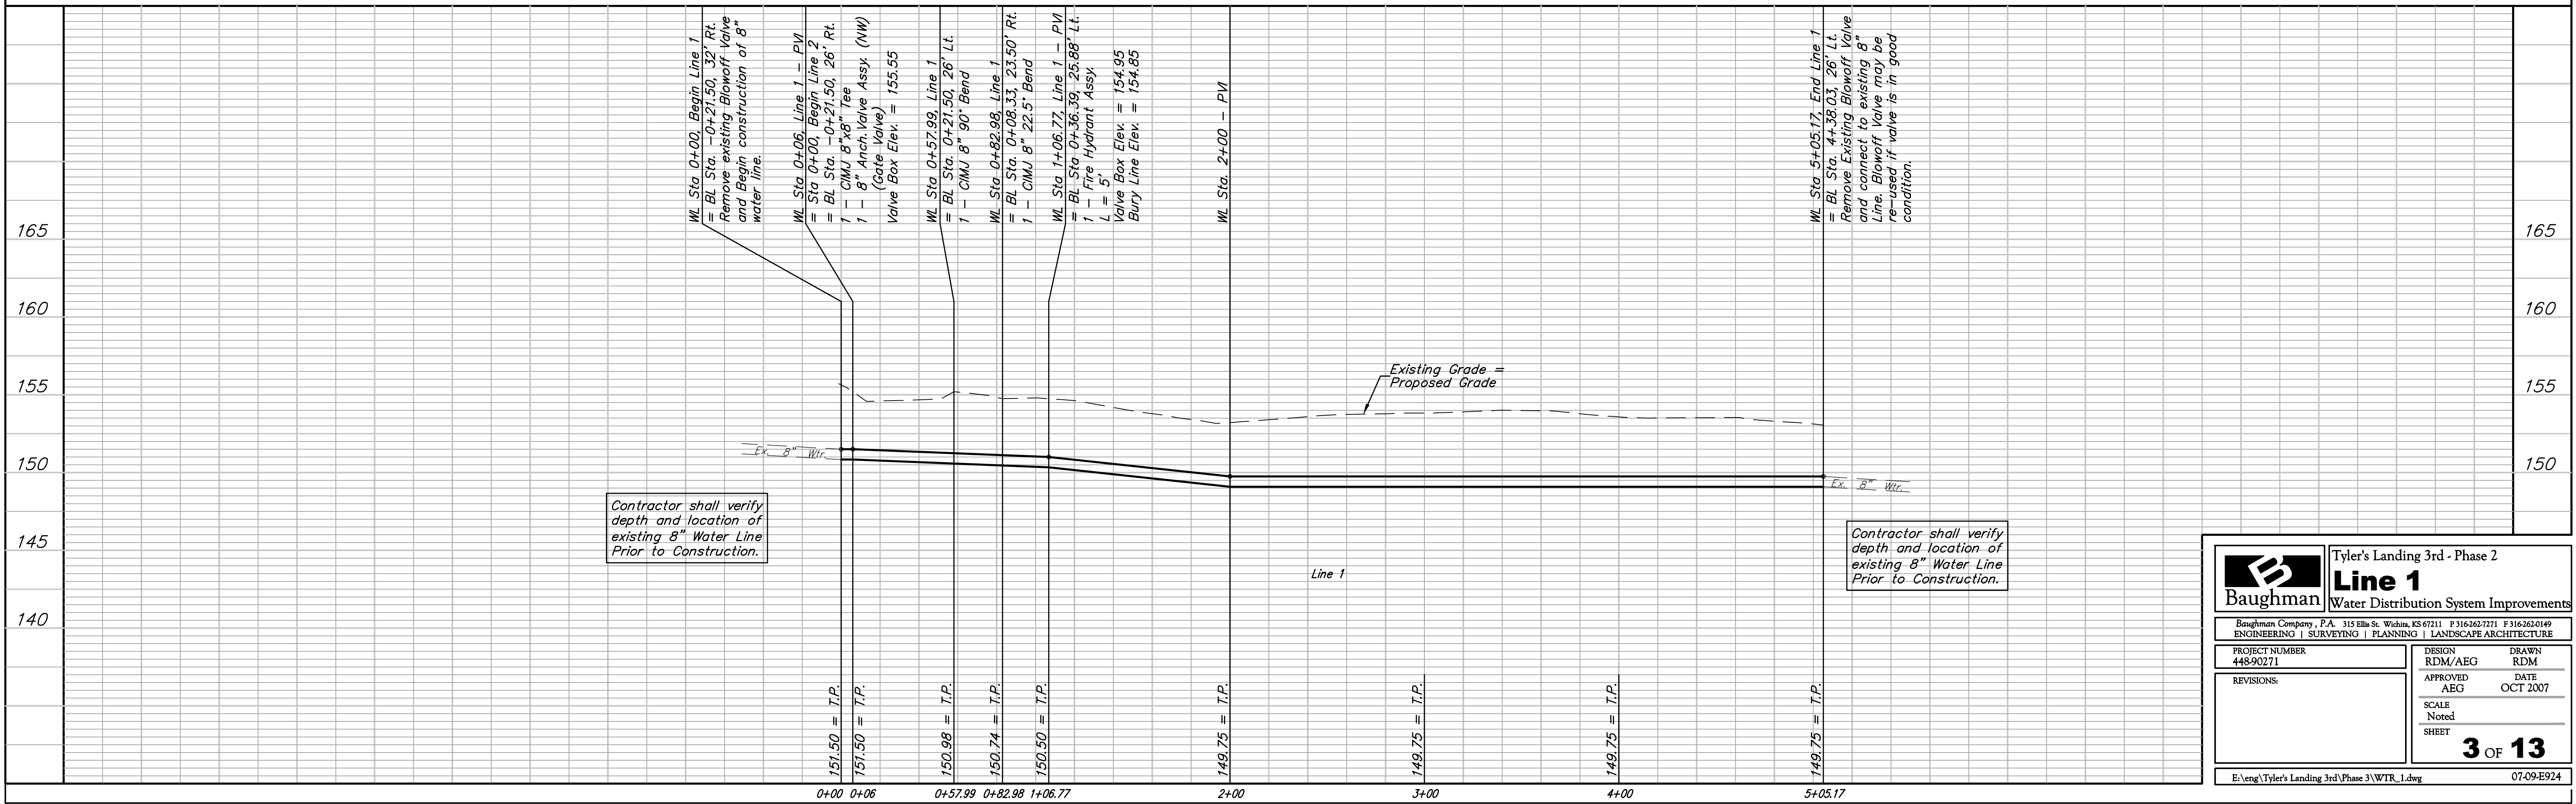 WL Sta 0+00, Begin Line 1
= BL Sta. -0+21.50, 32' Rt.
Remove existing Blowoff Valve
and Begin construction of 8"
water line.
WL Sta 0+06, Line 1 - PVI
= Sta 0+00, Begin Line 2
= BL Sta. -0+21.50, 26' Rt.
1 - CIMJ 8"x8" Tee
1 - 8" Anch.Valve Assy. (NW)
(Gate Valve)
Valve Box Elev. = 155.55
WL Sta 0+57.99, Line 1
= BL Sta. 0+21.50, 26' Lt.
1 - CIMJ 8" 90° Bend
WL Sta 0+82.98, Line 1
= BL Sta. 0+08.33, 23.50' Rt.
1 - CIMJ 8" 22.5° Bend
WL Sta 1+06.77, Line 1 - PVI
= BL Sta 0+36.39, 25.88' Lt.
1 - Fire Hydrant Assy.
L = 5'
Valve Box Elev. = 154.95
Bury Line Elev. = 154.85
WL Sta. 2+00 - PVI
WL Sta 5+05.17, End Line 1
= BL Sta. 4+38.03, 26' Lt.
Remove Existing Blowoff Valve
and connect to existing 8"
Line. Blowoff Valve may be
re-used if valve is in good
condition.
165
165
160
160
155
155
150
150
145
140
Existing Grade =
Proposed Grade
Ex. 8" Wtr.
Ex. 8" Wtr.
Contractor shall verify
depth and location of
existing 8" Water Line
Prior to Construction.
Contractor shall verify
depth and location of
existing 8" Water Line
Prior to Construction.
Line 1
151.50 = T.P.
151.50 = T.P.
150.98 = T.P.
150.74 = T.P.
150.50 = T.P.
149.75 = T.P.
149.75 = T.P.
149.75 = T.P.
149.75 = T.P.
0+00 0+06 0+57.99 0+82.98 1+06.77 2+00 3+00 4+00 5+05.17
Baughman
Tyler's Landing 3rd - Phase 2
Line 1
Water Distribution System Improvements
Baughman Company, P.A. 315 Ellis St. Wichita, KS 67211 P 316-262-7271 F 316-262-0149
ENGINEERING | SURVEYING | PLANNING | LANDSCAPE ARCHITECTURE
PROJECT NUMBER
448-90271
REVISIONS:
DESIGN DRAWN
RDM/AEG RDM
APPROVED DATE
AEG OCT 2007
SCALE
Noted
SHEET
3 OF 13
E:\eng\Tyler's Landing 3rd\Phase 3\WTR_1.dwg 07-09-E924